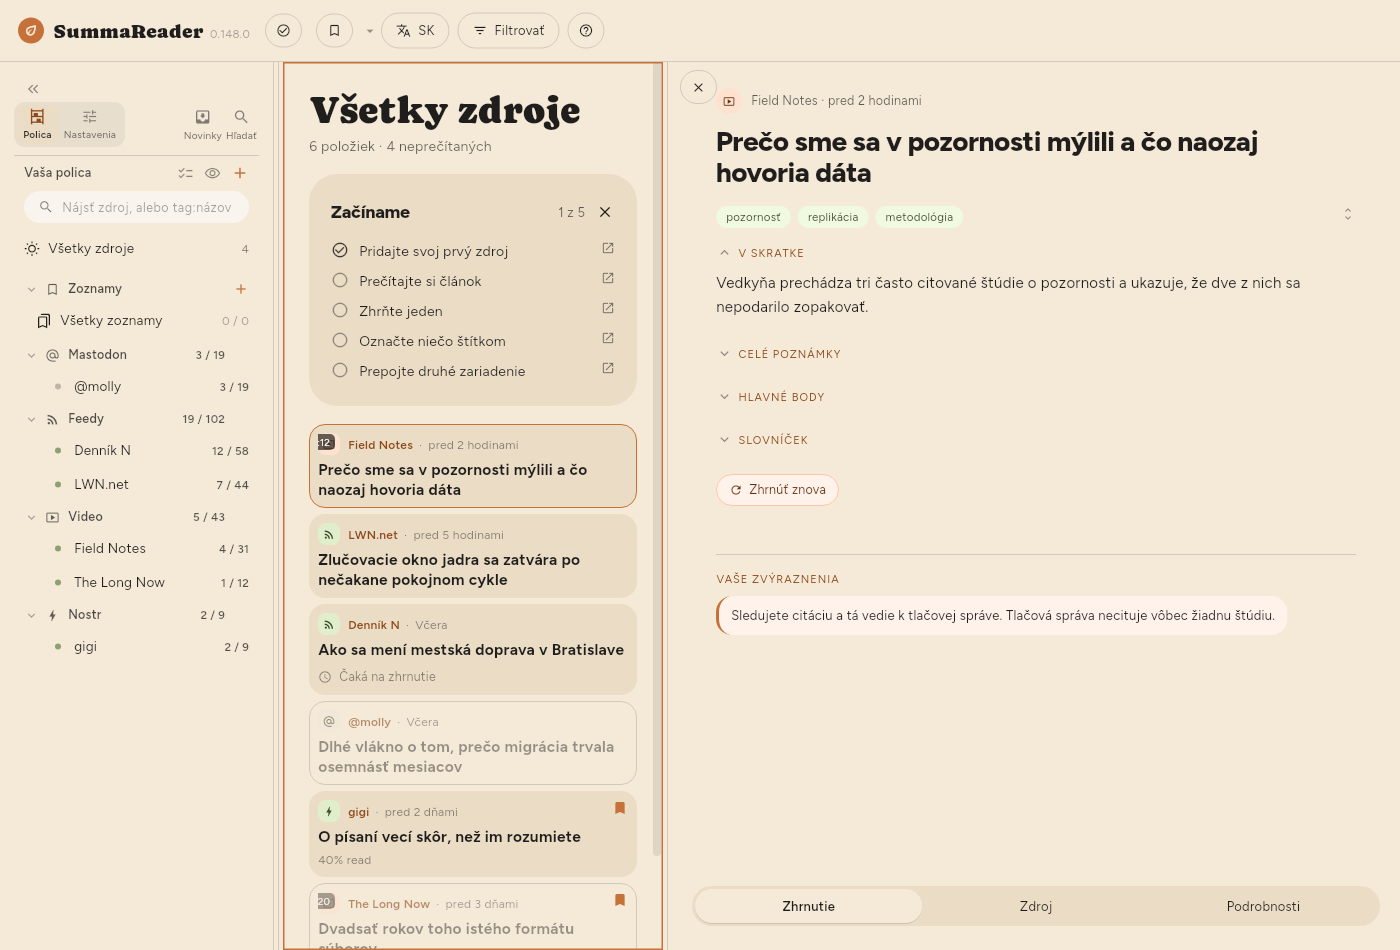 SummaReader 0.148.0
SK
Filtrovať
Polica
Nastavenia
Novinky
Hľadať
Vaša polica
Nájsť zdroj, alebo tag:názov
Všetky zdroje 4
Zoznamy
Všetky zoznamy 0 / 0
Mastodon 3 / 19
@molly 3 / 19
Feedy 19 / 102
Denník N 12 / 58
LWN.net 7 / 44
Video 5 / 43
Field Notes 4 / 31
The Long Now 1 / 12
Nostr 2 / 9
gigi 2 / 9
Všetky zdroje
6 položiek · 4 neprečítaných
Začíname 1 z 5
Pridajte svoj prvý zdroj
Prečítajte si článok
Zhrňte jeden
Označte niečo štítkom
Prepojte druhé zariadenie
:12 Field Notes · pred 2 hodinami
Prečo sme sa v pozornosti mýlili a čo
naozaj hovoria dáta
LWN.net · pred 5 hodinami
Zlučovacie okno jadra sa zatvára po
nečakane pokojnom cykle
Denník N · Včera
Ako sa mení mestská doprava v Bratislave
Čaká na zhrnutie
@molly · Včera
Dlhé vlákno o tom, prečo migrácia trvala
osemnásť mesiacov
gigi · pred 2 dňami
O písaní vecí skôr, než im rozumiete
40% read
20 The Long Now · pred 3 dňami
Dvadsať rokov toho istého formátu
súborov
Field Notes · pred 2 hodinami
Prečo sme sa v pozornosti mýlili a čo naozaj
hovoria dáta
pozornosť
replikácia
metodológia
V SKRATKE
Vedkyňa prechádza tri často citované štúdie o pozornosti a ukazuje, že dve z nich sa
nepodarilo zopakovať.
CELÉ POZNÁMKY
HLAVNÉ BODY
SLOVNÍČEK
Zhrnúť znova
VAŠE ZVÝRAZNENIA
Sledujete citáciu a tá vedie k tlačovej správe. Tlačová správa necituje vôbec žiadnu štúdiu.
Zhrnutie
Zdroj
Podrobnosti